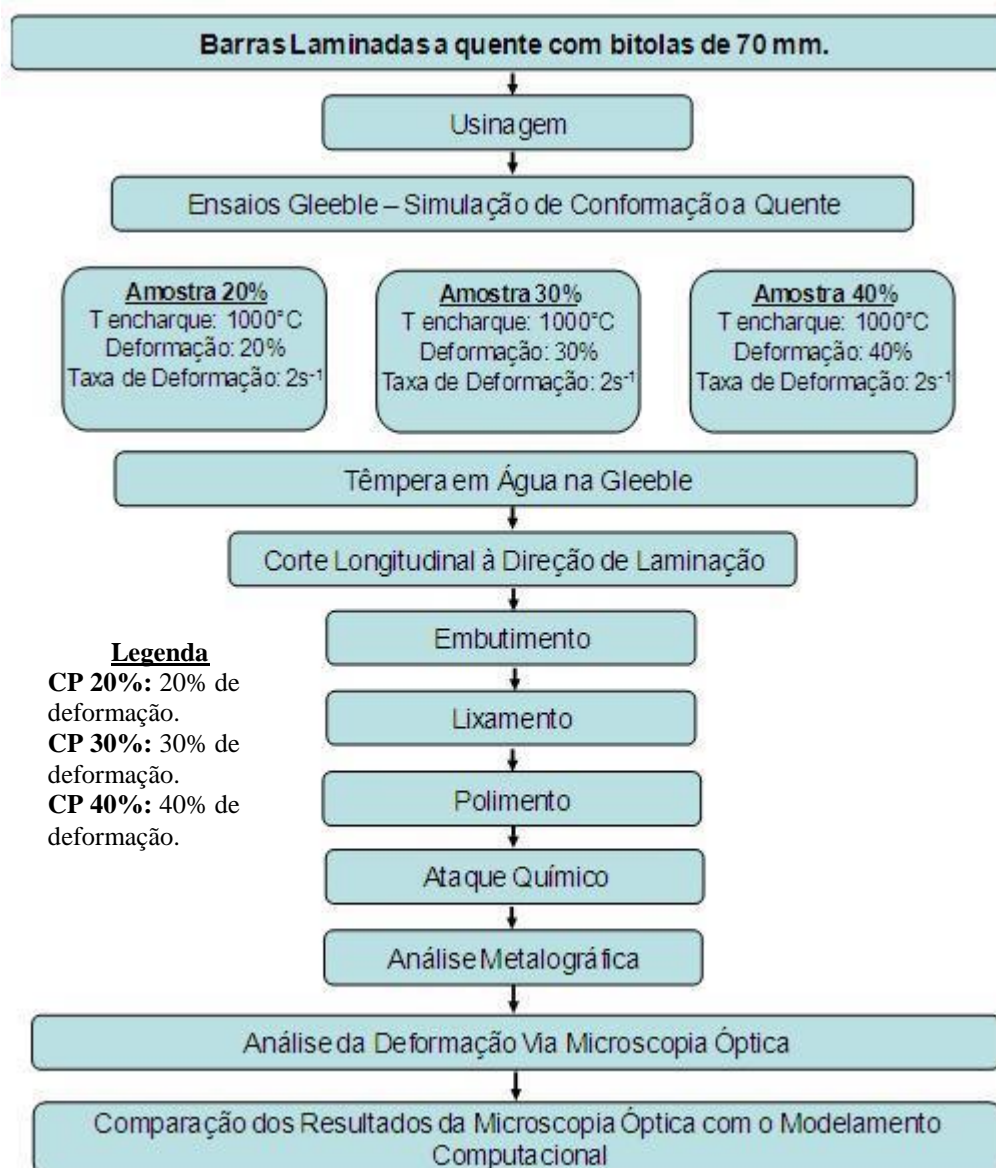 Barras Laminadas a quente com bitolas de 70 mm.
Usinagem
Ensaios Gleeble – Simulação de Conformação a Quente
Amostra 20%
T encharque: 1000°C
Deformação: 20%
Taxa de Deformação: 2s⁻¹
Amostra 30%
T encharque: 1000°C
Deformação: 30%
Taxa de Deformação: 2s⁻¹
Amostra 40%
T encharque: 1000°C
Deformação: 40%
Taxa de Deformação: 2s⁻¹
Têmpera em Água na Gleeble
Corte Longitudinal à Direção de Laminação
Embutimento
Legenda
CP 20%: 20% de
deformação.
CP 30%: 30% de
deformação.
CP 40%: 40% de
deformação.
Lixamento
Polimento
Ataque Químico
Análise Metalográfica
Análise da Deformação Via Microscopia Óptica
Comparação dos Resultados da Microscopia Óptica com o Modelamento
Computacional